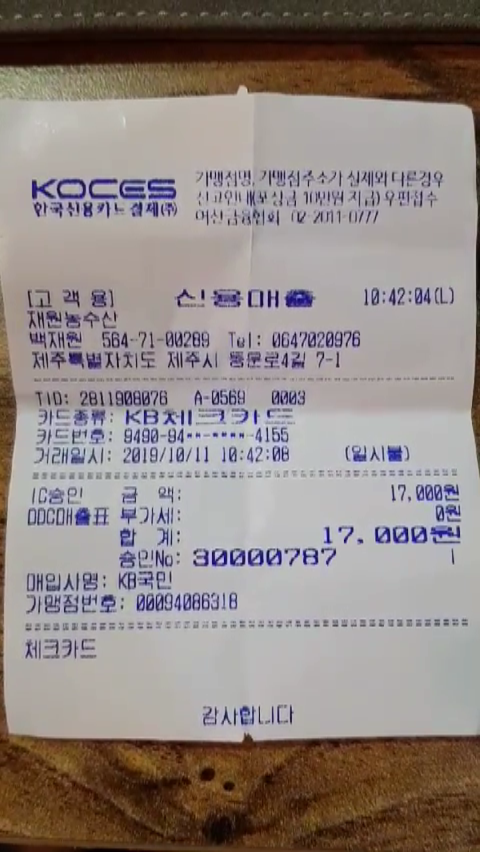 KOCES
한국신용카드결제(주)
가맹점명, 가맹점주소가 실제와 다른경우
신고안내(포상금 10만원 지급) 우편접수
여신금융협회 02-2011-0777
[고 객 용] 신용매출 10:42:04(L)
재원농수산
백재원 564-71-00289 Tel: 0647020976
제주특별자치도 제주시 동문로4길 7-1
TID: 2811908076 A-0569 0003
카드종류: KB체크카드
카드번호: 9490-94**-****-4155
거래일시: 2019/10/11 10:42:08 (일시불)
IC승인 금 액: 17,000원
DDC매출표 부가세: 0원
합 계: 17,000원
승인No: 30000787 1
매입사명: KB국민
가맹점번호: 00094086318
체크카드
감사합니다